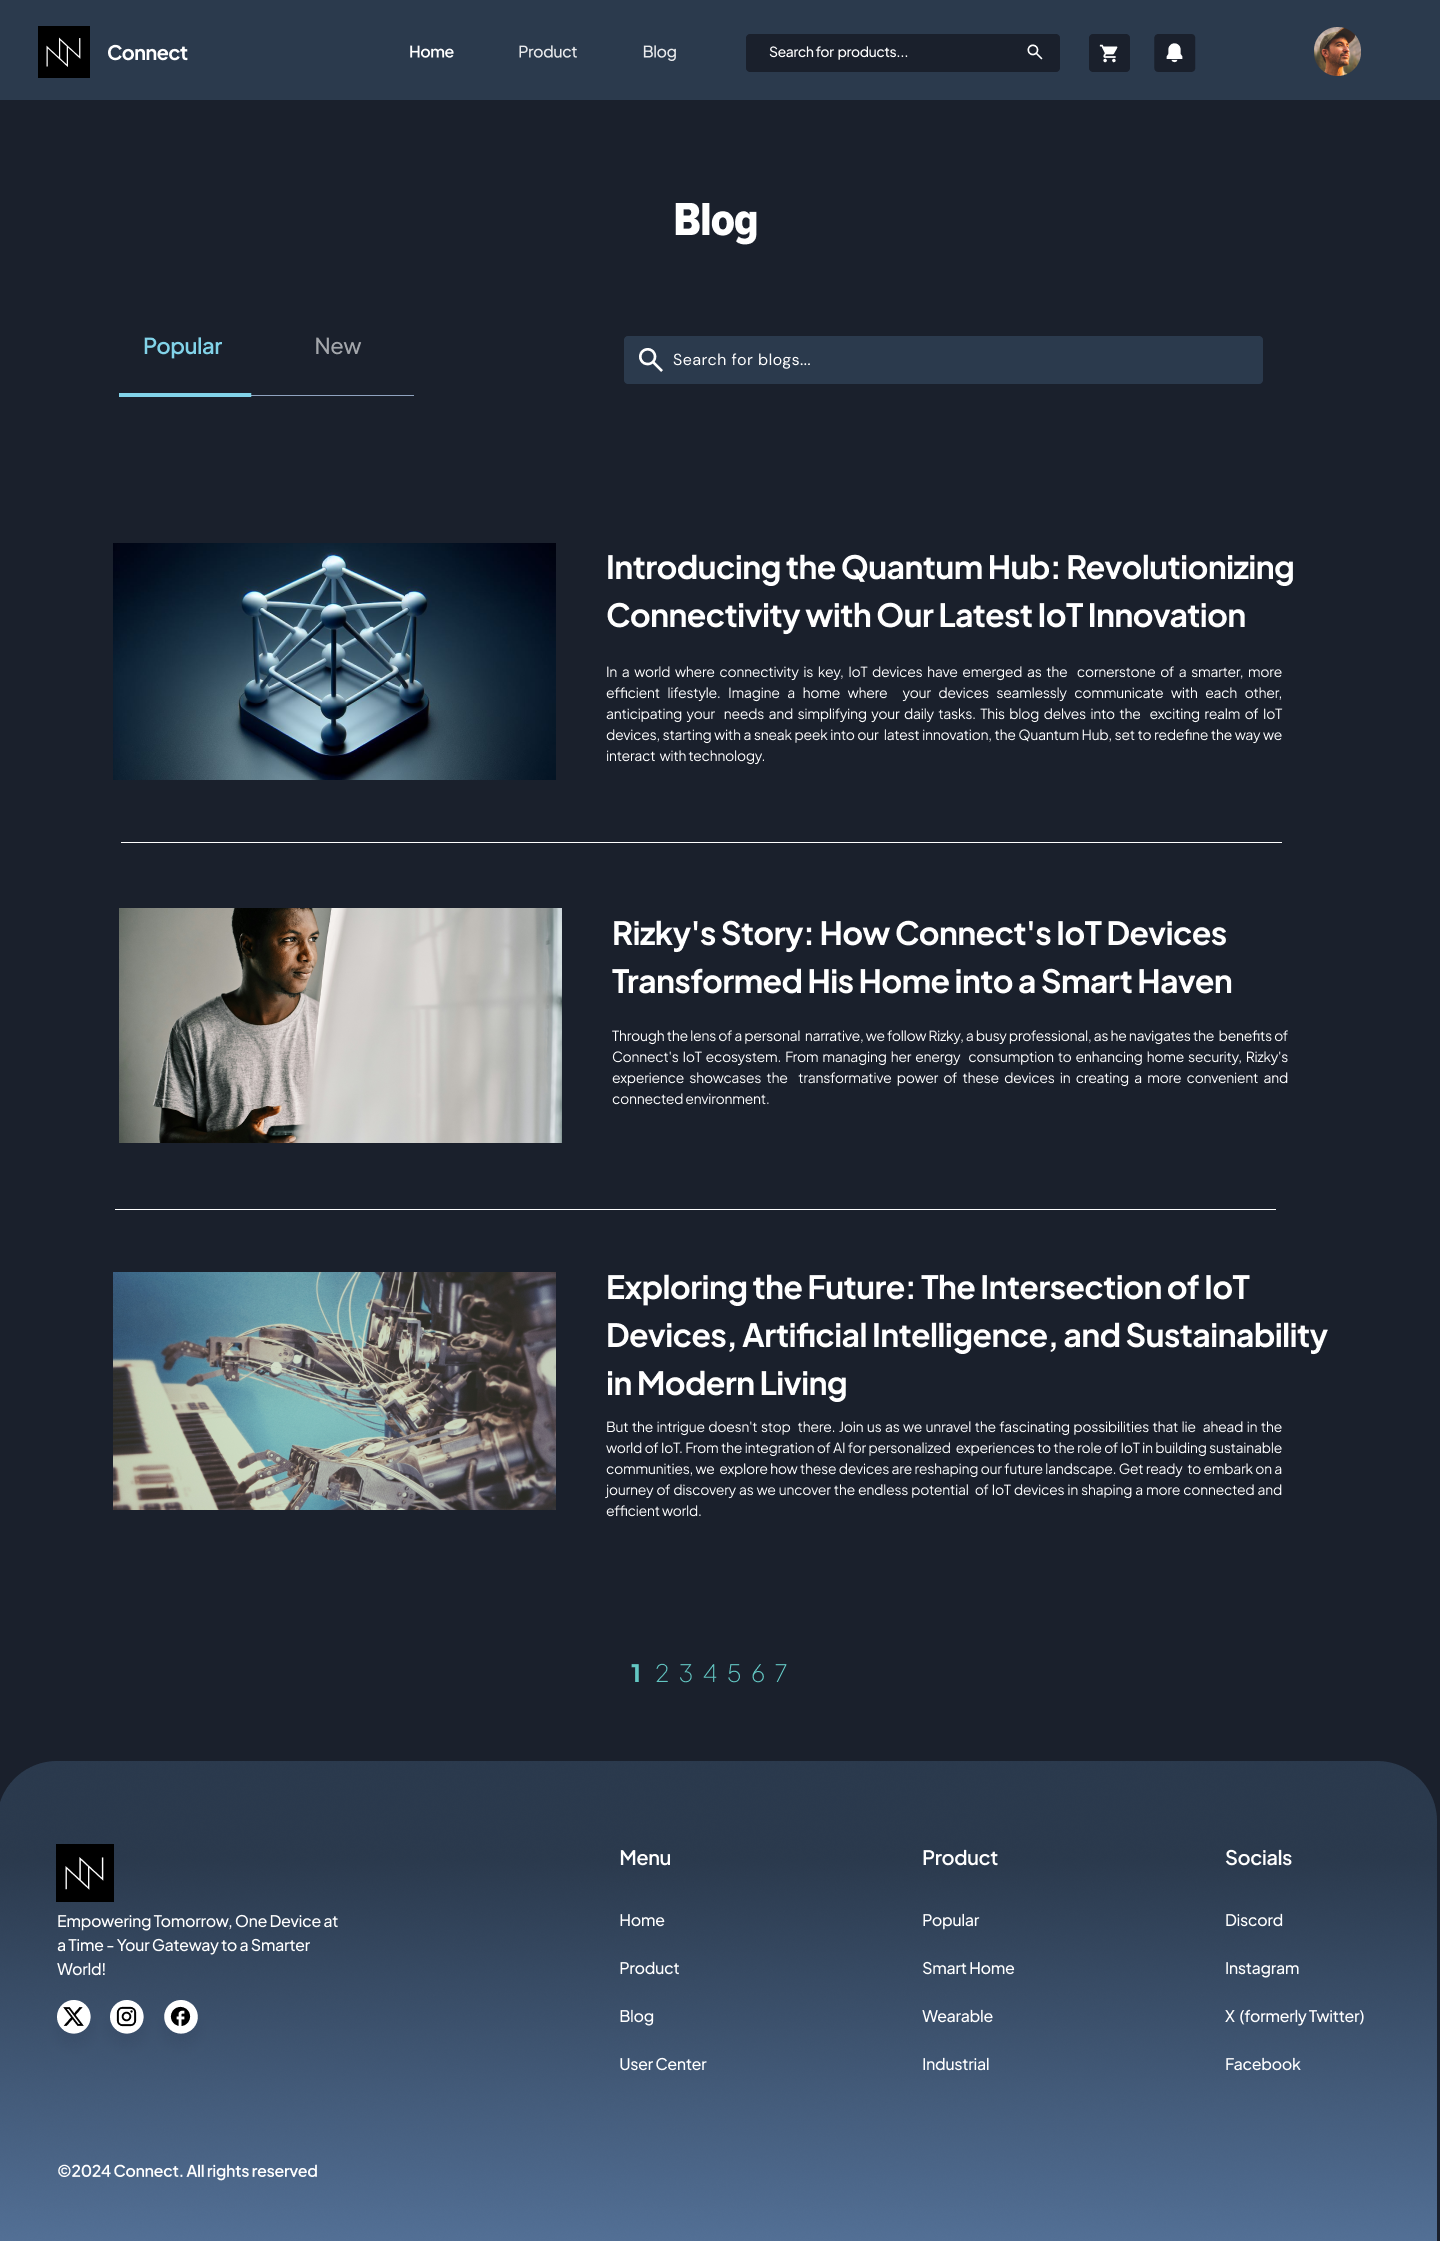 Connect
Home
Product
Blog
Search for products...
Blog
Popular
New
Search for blogs...
Introducing the Quantum Hub: Revolutionizing
Connectivity with Our Latest IoT Innovation
In a world where connectivity is key, IoT devices have emerged as the cornerstone of a smarter, more
efficient lifestyle. Imagine a home where your devices seamlessly communicate with each other,
anticipating your needs and simplifying your daily tasks. This blog delves into the exciting realm of IoT
devices, starting with a sneak peek into our latest innovation, the Quantum Hub, set to redefine the way we
interact with technology.
Rizky's Story: How Connect's IoT Devices
Transformed His Home into a Smart Haven
Through the lens of a personal narrative, we follow Rizky, a busy professional, as he navigates the benefits of
Connect's IoT ecosystem. From managing her energy consumption to enhancing home security, Rizky's
experience showcases the transformative power of these devices in creating a more convenient and
connected environment.
Exploring the Future: The Intersection of IoT
Devices, Artificial Intelligence, and Sustainability
in Modern Living
But the intrigue doesn't stop there. Join us as we unravel the fascinating possibilities that lie ahead in the
world of IoT. From the integration of AI for personalized experiences to the role of IoT in building sustainable
communities, we explore how these devices are reshaping our future landscape. Get ready to embark on a
journey of discovery as we uncover the endless potential of IoT devices in shaping a more connected and
efficient world.
1 2 3 4 5 6 7
Empowering Tomorrow, One Device at
a Time - Your Gateway to a Smarter
World!
Menu
Home
Product
Blog
User Center
Product
Popular
Smart Home
Wearable
Industrial
Socials
Discord
Instagram
X (formerly Twitter)
Facebook
©2024 Connect. All rights reserved